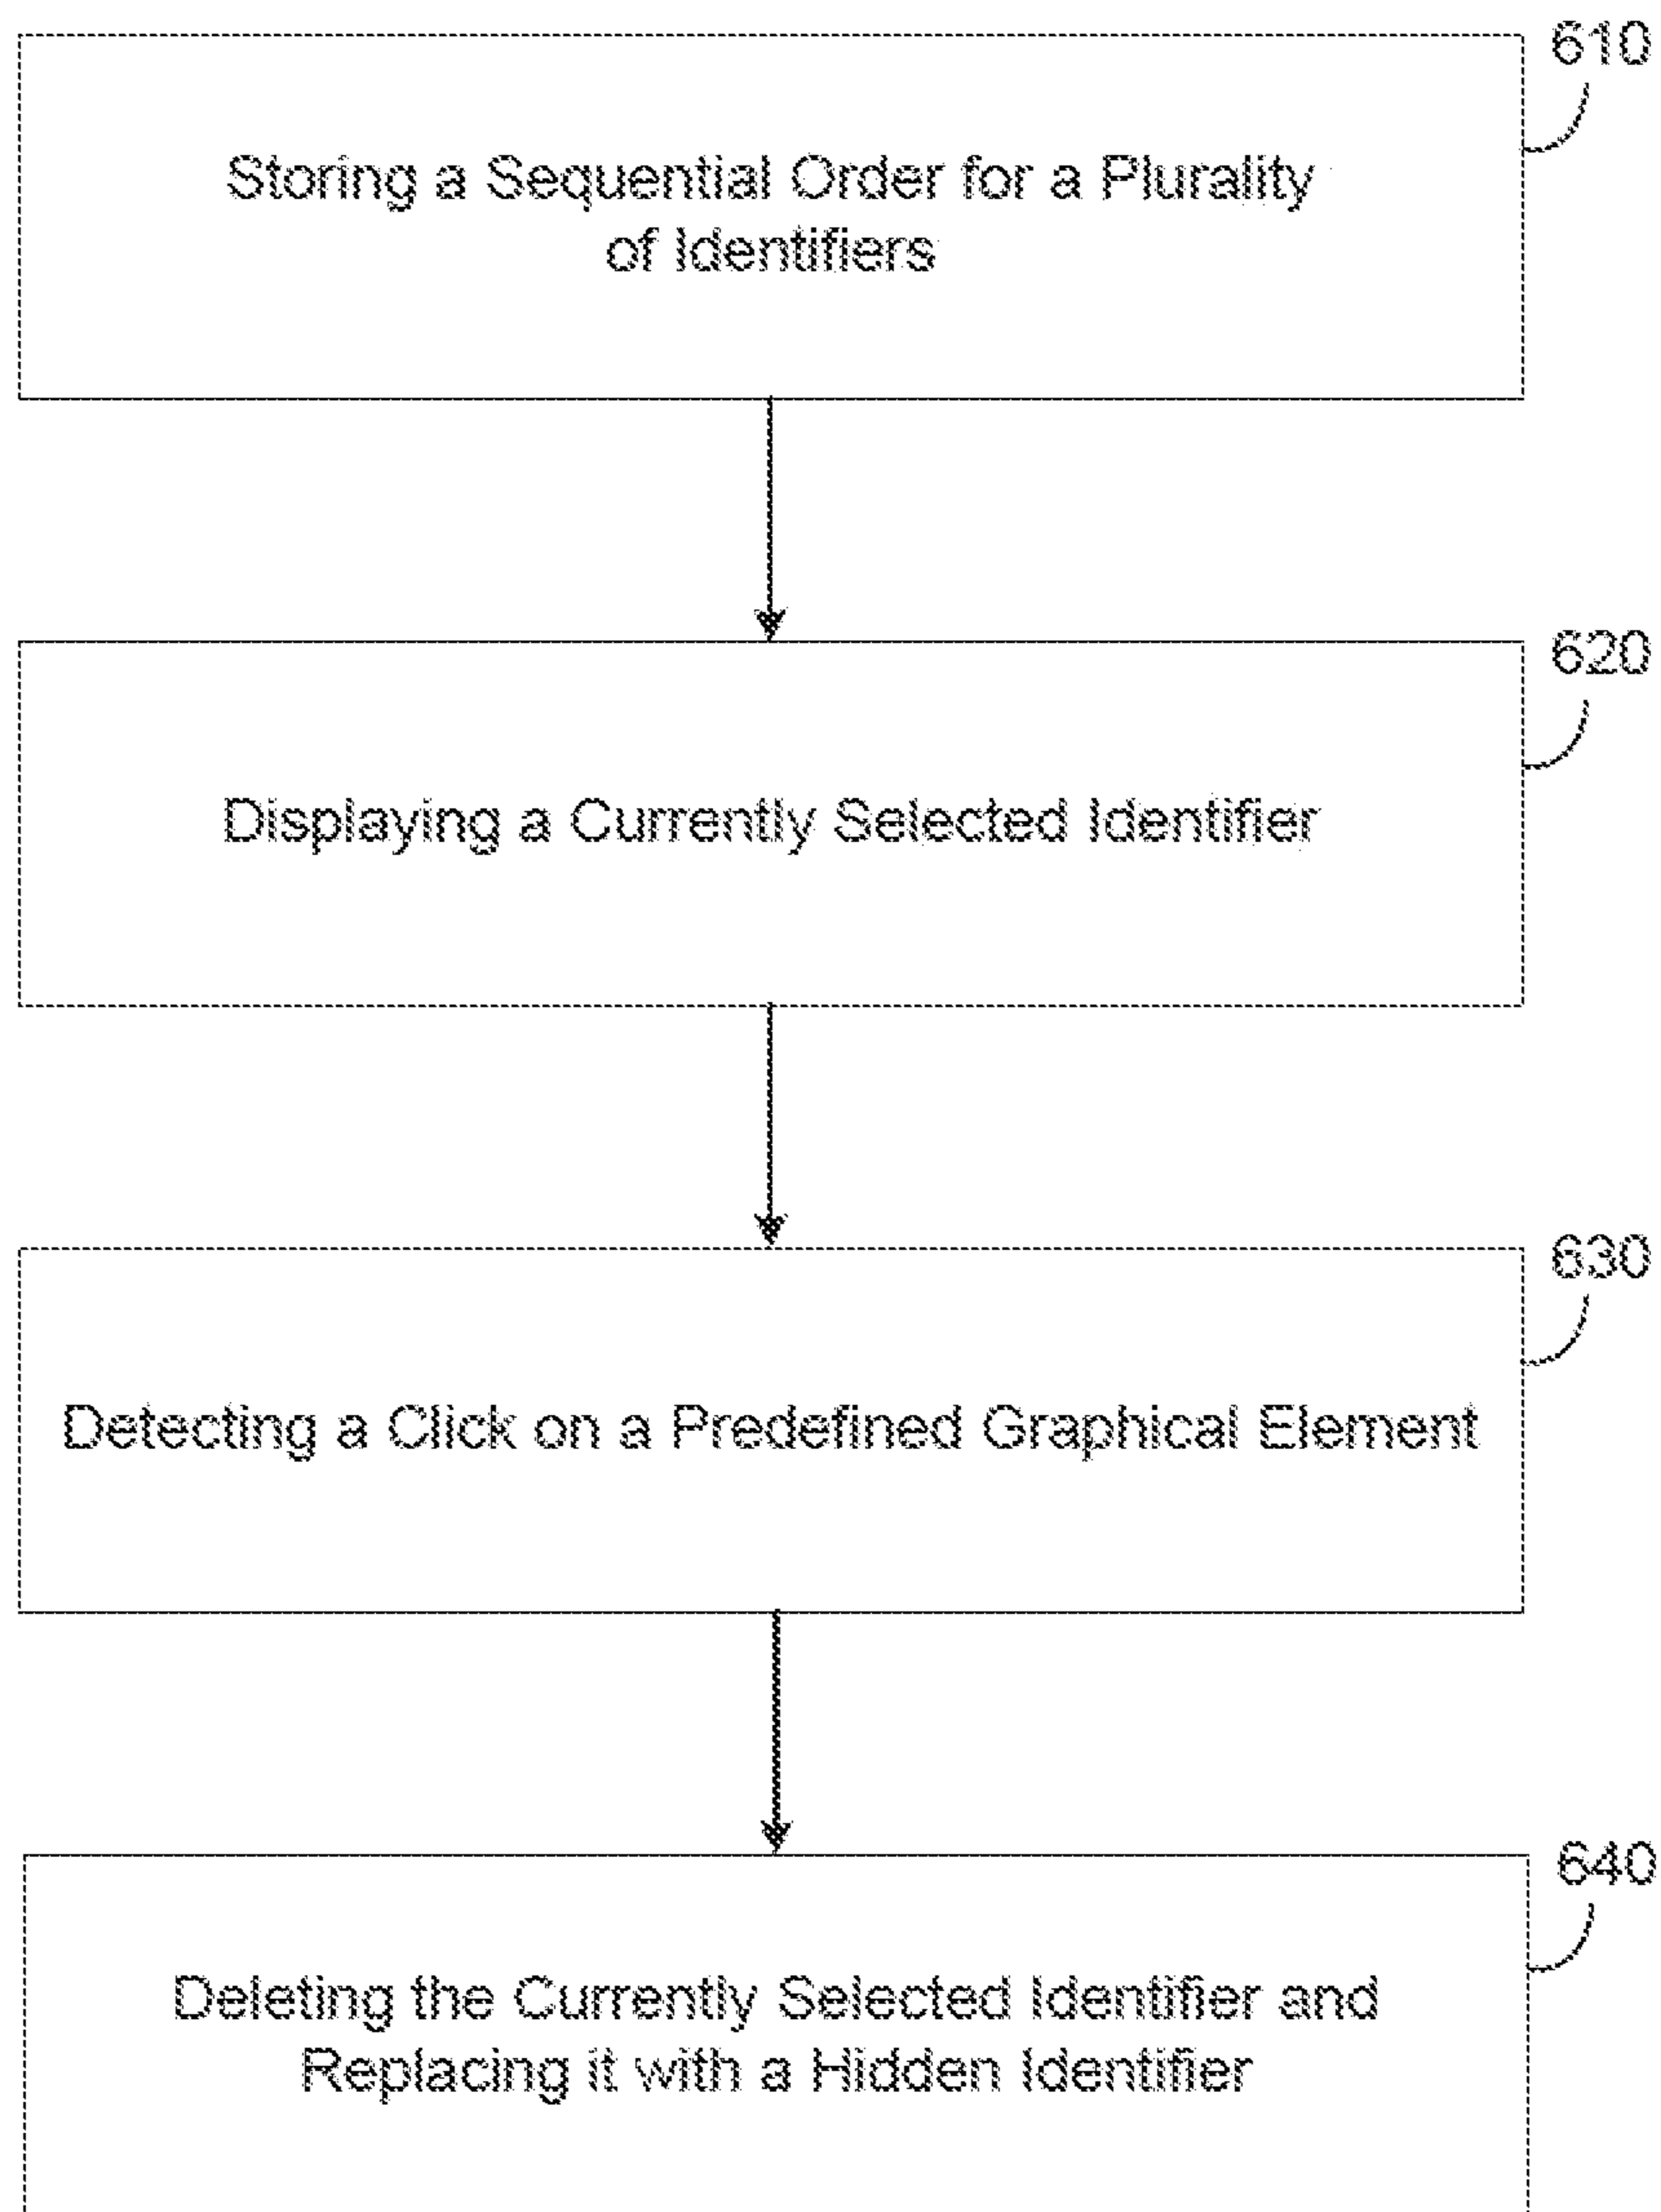 610
Storing a Sequential Order for a Plurality
of Identifiers
620
Displaying a Currently Selected Identifier
630
Detecting a Click on a Predefined Graphical Element
640
Deleting the Currently Selected Identifier and
Replacing it with a Hidden Identifier